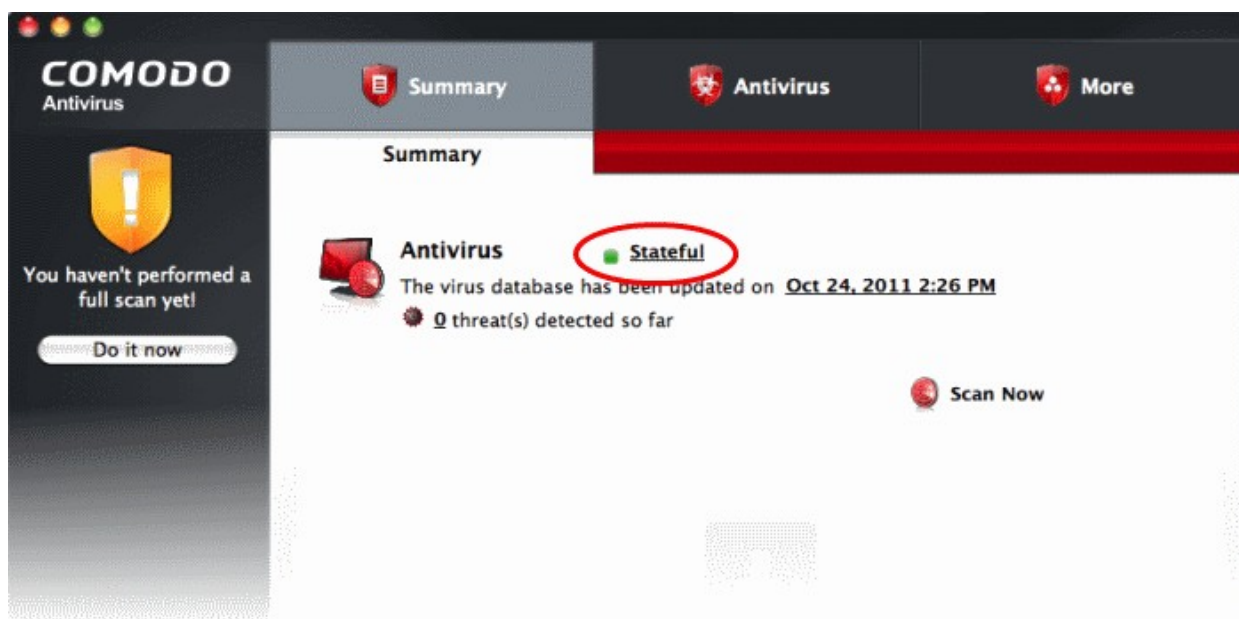 COMODO
Antivirus
Summary
Antivirus
More
Summary
You haven't performed a
full scan yet!
Do it now
Antivirus
Stateful
The virus database has been updated on Oct 24, 2011 2:26 PM
0 threat(s) detected so far
Scan Now